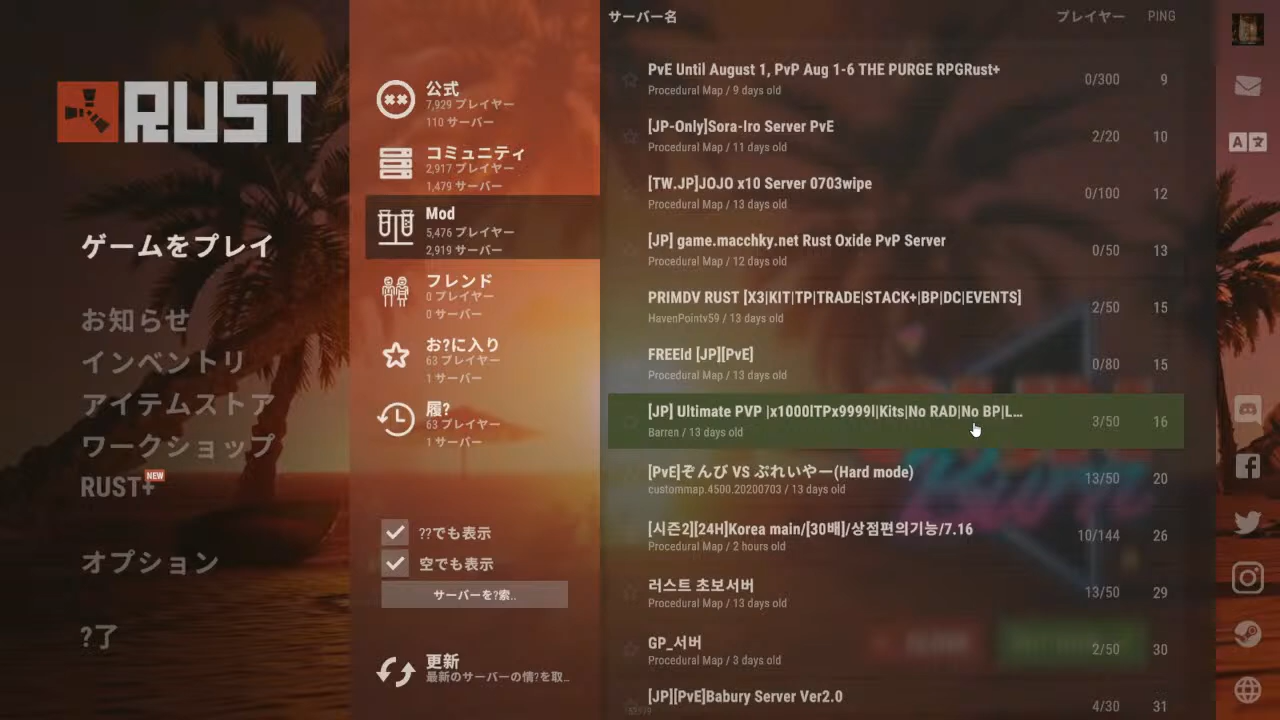 RUST
ゲームをプレイ
お知らせ
インベントリ
アイテムストア
ワークショップ
RUST+
NEW
オプション
?了
公式
7,929 プレイヤー
110 サーバー
コミュニティ
2,917 プレイヤー
1,479 サーバー
Mod
5,476 プレイヤー
2,919 サーバー
フレンド
0 プレイヤー
0 サーバー
お?に入り
63 プレイヤー
1 サーバー
履?
63 プレイヤー
1 サーバー
??でも表示
空でも表示
サーバーを?索..
更新
最新のサーバーの情?を取...
サーバー名 プレイヤー PING
PvE Until August 1, PvP Aug 1-6 THE PURGE RPGRust+
Procedural Map / 9 days old
0/300 9
[JP-Only]Sora-Iro Server PvE
Procedural Map / 11 days old
2/20 10
[TW.JP]JOJO x10 Server 0703wipe
Procedural Map / 13 days old
0/100 12
[JP] game.macchky.net Rust Oxide PvP Server
Procedural Map / 12 days old
0/50 13
PRIMDV RUST [X3|KIT|TP|TRADE|STACK+|BP|DC|EVENTS]
HavenPointv59 / 13 days old
2/50 15
FREEld [JP][PvE]
Procedural Map / 13 days old
0/80 15
[JP] Ultimate PVP |x1000lTPx9999l|Kits|No RAD|No BP|L...
Barren / 13 days old
3/50 16
[PvE]ぞんび VS ぷれいやー(Hard mode)
custommap.4500.20200703 / 13 days old
13/50 20
[시즌2][24H]Korea main/[30배]/상점편의기능/7.16
Procedural Map / 2 hours old
10/144 26
러스트 초보서버
Procedural Map / 13 days old
13/50 29
GP_서버
Procedural Map / 3 days old
2/50 30
[JP][PvE]Babury Server Ver2.0
4/30 31